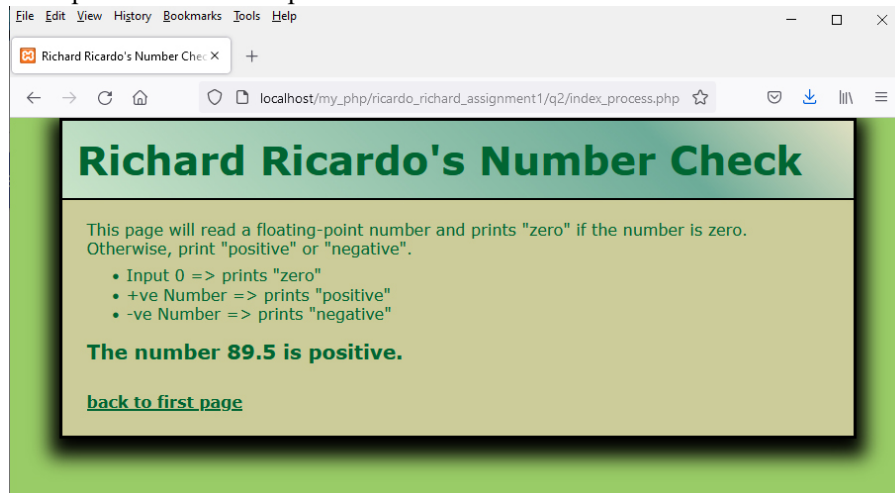 File Edit View History Bookmarks Tools Help
Richard Ricardo's Number Chec
localhost/my_php/ricardo_richard_assignment1/q2/index_process.php
Richard Ricardo's Number Check
This page will read a floating-point number and prints "zero" if the number is zero.
Otherwise, print "positive" or "negative".
• Input 0 => prints "zero"
• +ve Number => prints "positive"
• -ve Number => prints "negative"
The number 89.5 is positive.
back to first page